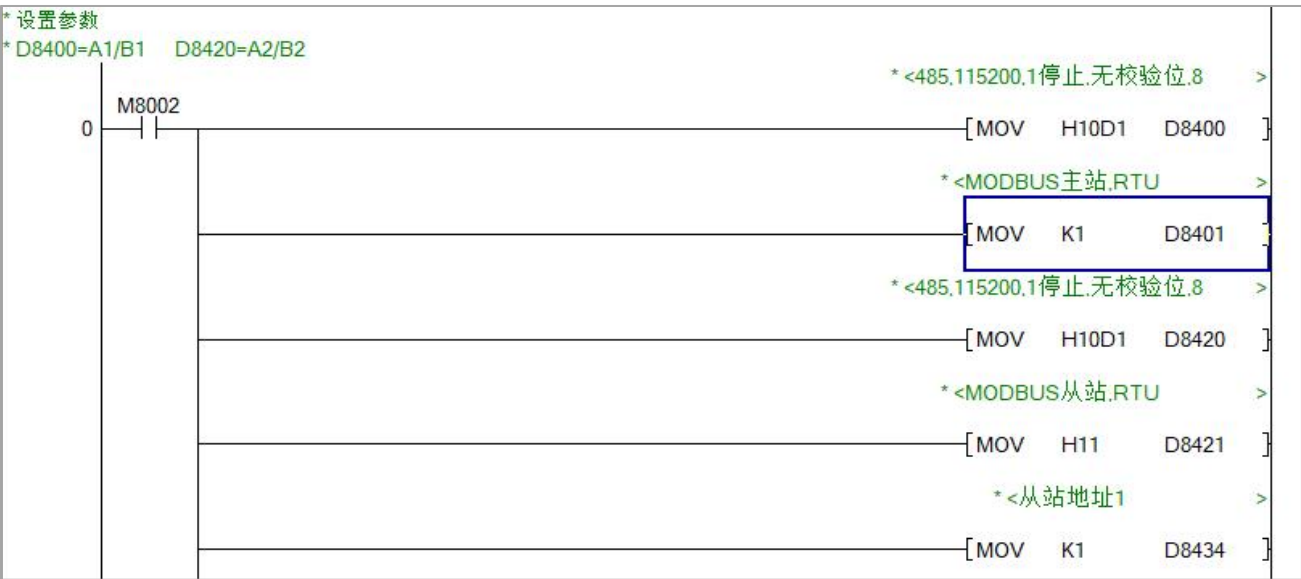 * 设置参数
* D8400=A1/B1 D8420=A2/B2
* <485,115200,1停止,无校验位,8 >
M8002
0 [MOV H10D1 D8400 ]
* <MODBUS主站,RTU >
[MOV K1 D8401 ]
* <485,115200,1停止,无校验位,8 >
[MOV H10D1 D8420 ]
* <MODBUS从站,RTU >
[MOV H11 D8421 ]
* <从站地址1 >
[MOV K1 D8434 ]